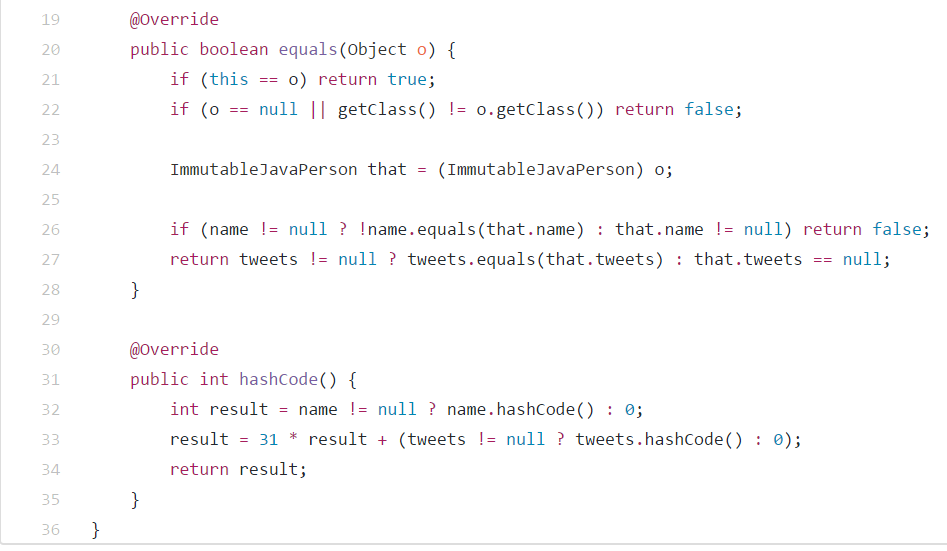 19 @Override
20 public boolean equals(Object o) {
21 if (this == o) return true;
22 if (o == null || getClass() != o.getClass()) return false;
23
24 ImmutableJavaPerson that = (ImmutableJavaPerson) o;
25
26 if (name != null ? !name.equals(that.name) : that.name != null) return false;
27 return tweets != null ? tweets.equals(that.tweets) : that.tweets == null;
28 }
29
30 @Override
31 public int hashCode() {
32 int result = name != null ? name.hashCode() : 0;
33 result = 31 * result + (tweets != null ? tweets.hashCode() : 0);
34 return result;
35 }
36 }